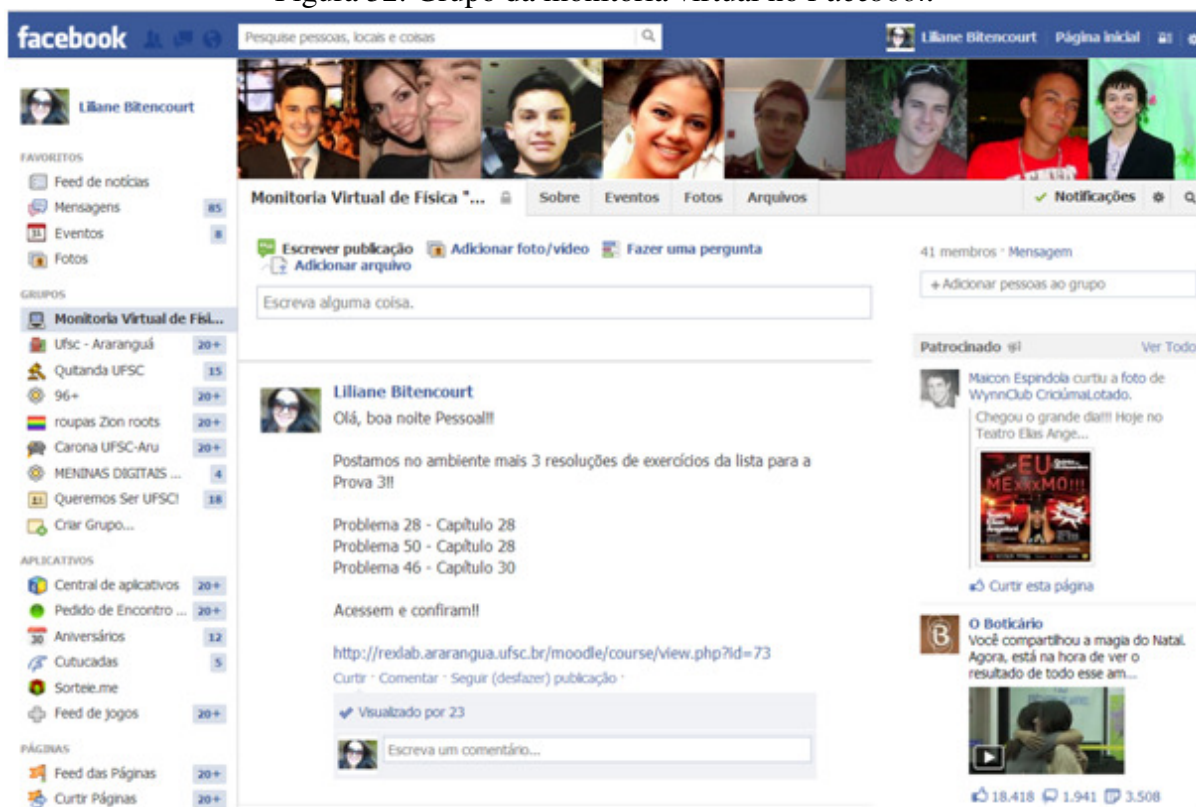 Figura 32: Grupo da monitoria virtual no Facebook.
facebook
Pesquise pessoas, locais e coisas
Liliane Bitencourt
Página inicial
Liliane Bitencourt
FAVORITOS
Feed de notícias
Mensagens 85
Eventos 8
Fotos
GRUPOS
Monitoria Virtual de Físi...
Ufsc - Araranguá 20+
Quitanda UFSC 15
96+ 20+
roupas Zion roots 20+
Carona UFSC-Aru 20+
MENINAS DIGITAIS ... 4
Queremos Ser UFSC! 18
Criar Grupo...
APLICATIVOS
Central de aplicativos 20+
Pedido de Encontro ... 20+
Aniversários 12
Cutucadas 5
Sorteie.me
Feed de jogos 20+
PÁGINAS
Feed das Páginas 20+
Curtir Páginas 20+
Monitoria Virtual de Física "... Sobre Eventos Fotos Arquivos
Notificações
Escrever publicação Adicionar foto/vídeo Fazer uma pergunta
Adicionar arquivo
Escreva alguma coisa.
Liliane Bitencourt
Olá, boa noite Pessoal!!
Postamos no ambiente mais 3 resoluções de exercícios da lista para a
Prova 3!!
Problema 28 - Capítulo 28
Problema 50 - Capítulo 28
Problema 46 - Capítulo 30
Acessem e confiram!!
http://rexlab.ararangua.ufsc.br/moodle/course/view.php?id=73
Curtir · Comentar · Seguir (desfazer) publicação ·
Visualizado por 23
Escreva um comentário...
41 membros · Mensagem
+ Adicionar pessoas ao grupo
Patrocinado Ver Todo
Maicon Espindola curtiu a foto de
WynnClub CriciúmaLotado.
Chegou o grande dia!!! Hoje no
Teatro Elias Ange...
EU
MExxxMO!!!
Curtir esta página
O Boticário
Você compartilhou a magia do Natal.
Agora, está na hora de ver o
resultado de todo esse am...
18.418 1.941 3.508